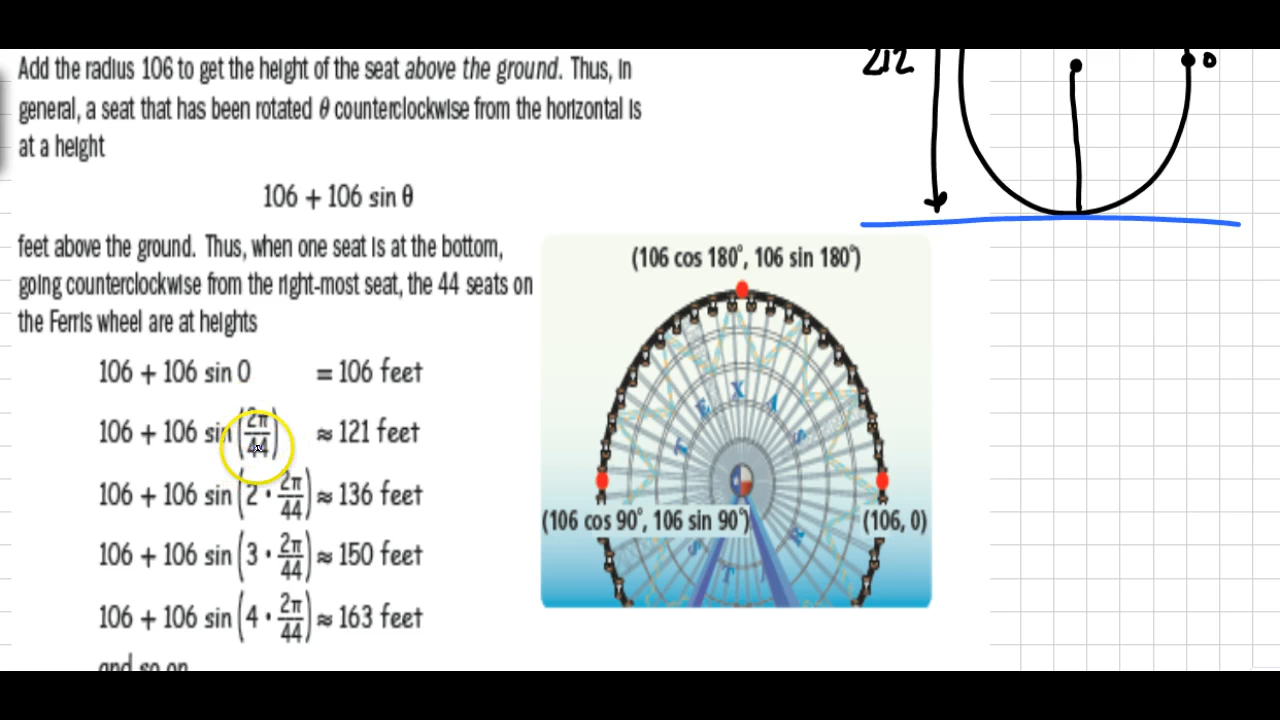 Add the radius 106 to get the height of the seat above the ground. Thus, in
general, a seat that has been rotated θ counterclockwise from the horizontal is
at a height
106 + 106 sin θ
feet above the ground. Thus, when one seat is at the bottom,
going counterclockwise from the right-most seat, the 44 seats on
the Ferris wheel are at heights
106 + 106 sin 0 = 106 feet
106 + 106 sin (2π/44) ≈ 121 feet
106 + 106 sin (2 · 2π/44) ≈ 136 feet
106 + 106 sin (3 · 2π/44) ≈ 150 feet
106 + 106 sin (4 · 2π/44) ≈ 163 feet
and so on
212
0
(106 cos 180°, 106 sin 180°)
T E X A S
(106 cos 90°, 106 sin 90°)
(106, 0)
S T A R